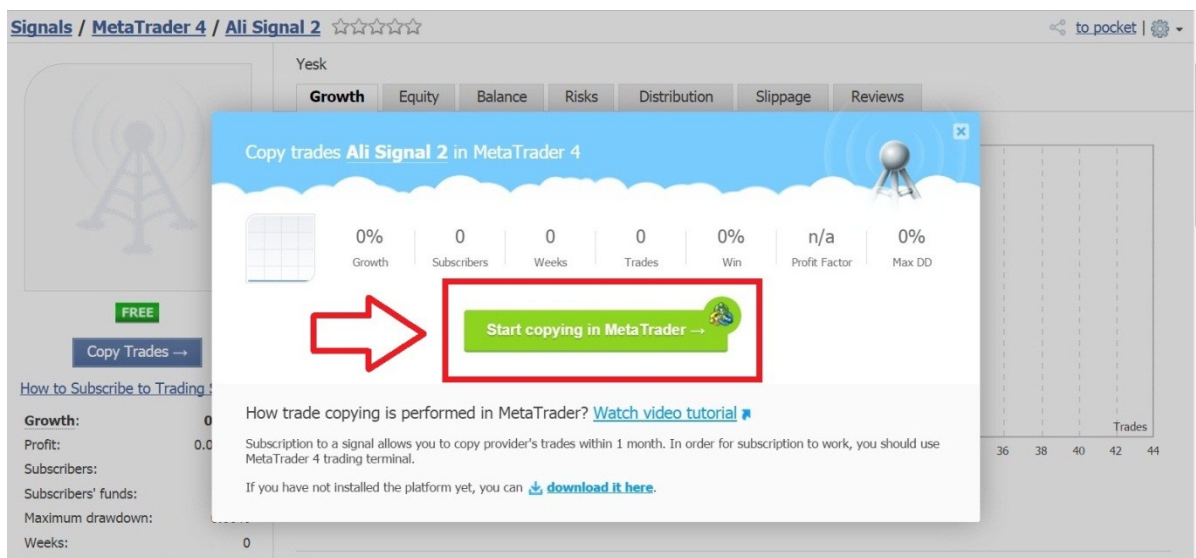 Signals / MetaTrader 4 / Ali Signal 2
to pocket |
Yesk
Growth Equity Balance Risks Distribution Slippage Reviews
Copy trades Ali Signal 2 in MetaTrader 4
0% 0 0 0 0% n/a 0%
Growth Subscribers Weeks Trades Win Profit Factor Max DD
Start copying in MetaTrader →
FREE
Copy Trades →
How to Subscribe to Trading
Growth: 0
Profit: 0.0
Subscribers:
Subscribers' funds:
Maximum drawdown:
Weeks: 0
How trade copying is performed in MetaTrader? Watch video tutorial
Subscription to a signal allows you to copy provider's trades within 1 month. In order for subscription to work, you should use
MetaTrader 4 trading terminal.
If you have not installed the platform yet, you can download it here.
Trades
36 38 40 42 44